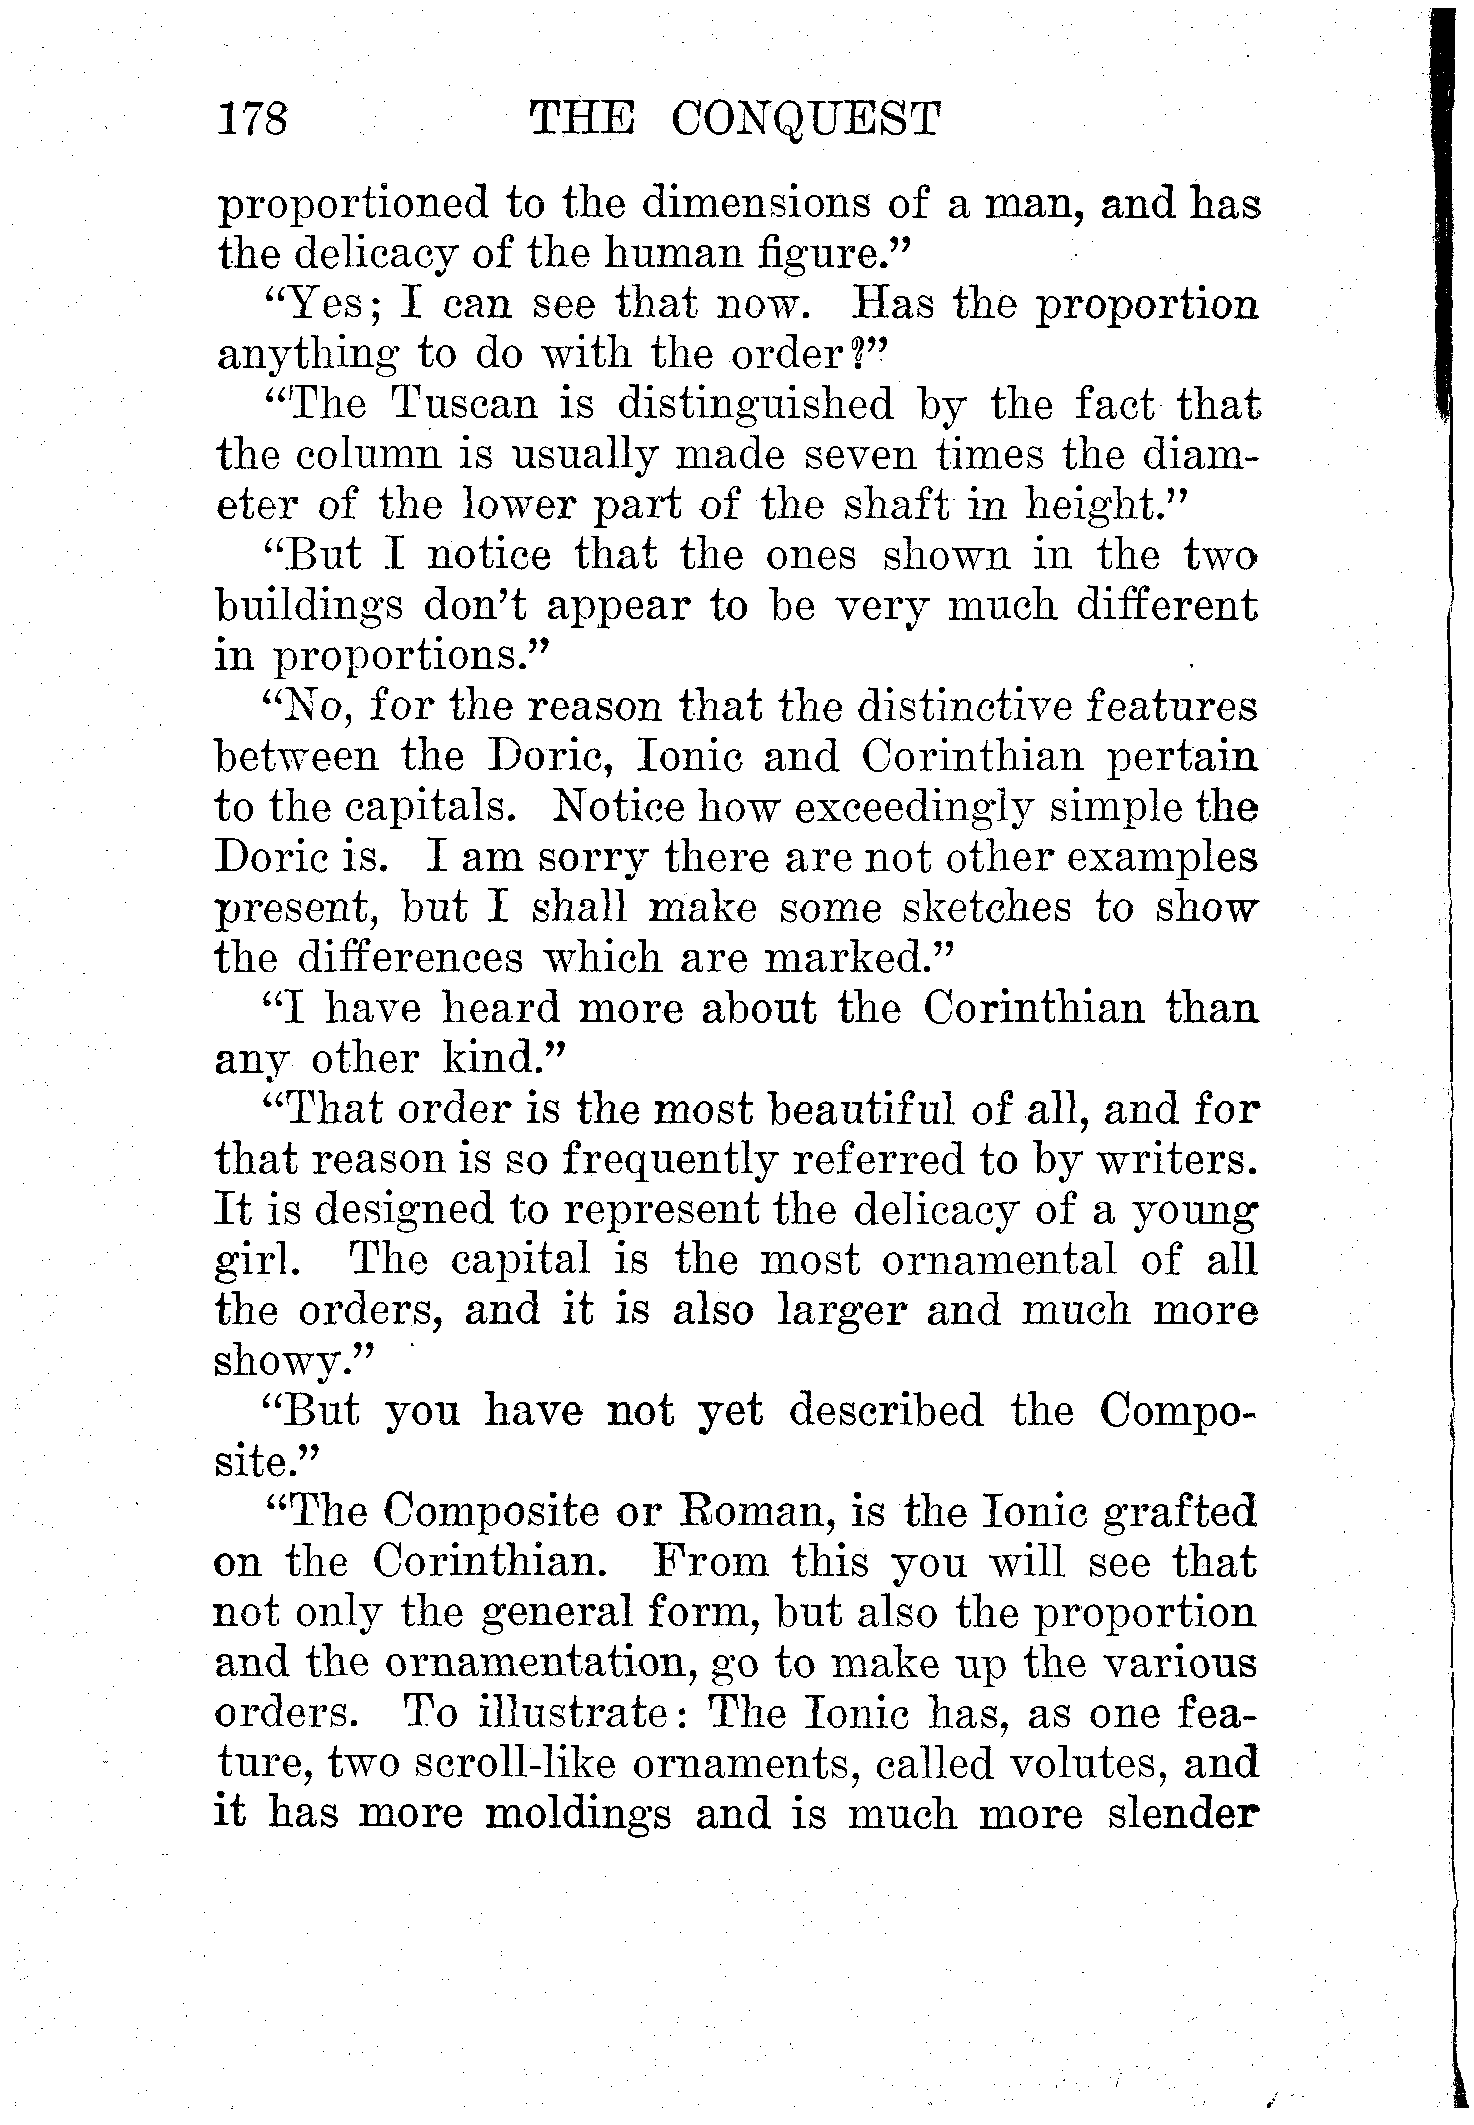 178 THE CONQUEST
proportioned to the dimensions of a man, and has
the delicacy of the human figure."
"Yes; I can see that now. Has the proportion
anything to do with the order?"
"The Tuscan is distinguished by the fact that
the column is usually made seven times the diam-
eter of the lower part of the shaft in height."
"But I notice that the ones shown in the two
buildings don't appear to be very much different
in proportions."
"No, for the reason that the distinctive features
between the Doric, Ionic and Corinthian pertain
to the capitals. Notice how exceedingly simple the
Doric is. I am sorry there are not other examples
present, but I shall make some sketches to show
the differences which are marked."
"I have heard more about the Corinthian than
any other kind."
"That order is the most beautiful of all, and for
that reason is so frequently referred to by writers.
It is designed to represent the delicacy of a young
girl. The capital is the most ornamental of all
the orders, and it is also larger and much more
showy."
"But you have not yet described the Compo-
site."
"The Composite or Roman, is the Ionic grafted
on the Corinthian. From this you will see that
not only the general form, but also the proportion
and the ornamentation, go to make up the various
orders. To illustrate: The Ionic has, as one fea-
ture, two scroll-like ornaments, called volutes, and
it has more moldings and is much more slender